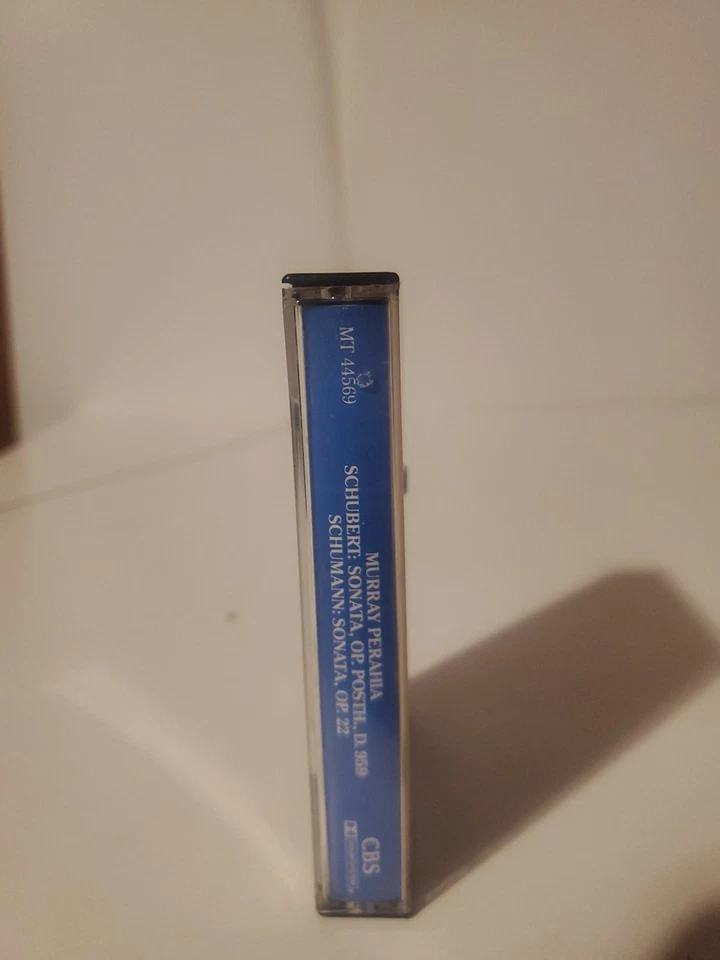 MT 44569
MURRAY PERAHIA
SCHUBERT: SONATA, OP. POSTH., D. 959
SCHUMANN: SONATA, OP. 22
CBS